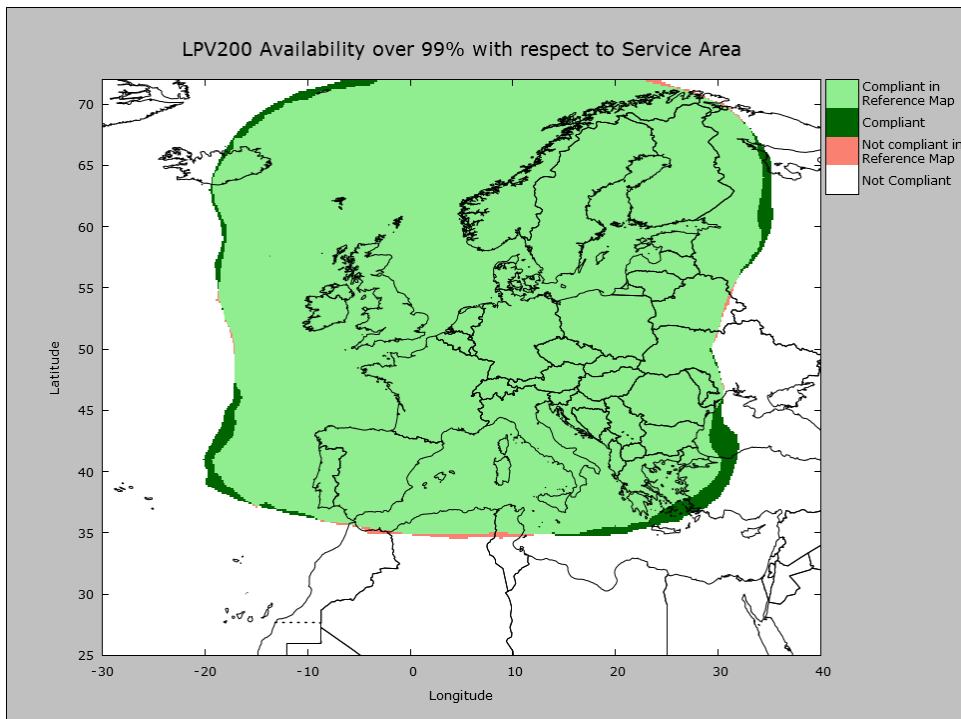 LPV200 Availability over 99% with respect to Service Area
Compliant in
Reference Map
Compliant
Not compliant in
Reference Map
Not Compliant
70
65
60
55
50
45
40
35
30
25
Latitude
-30
-20
-10
0
10
20
30
40
Longitude